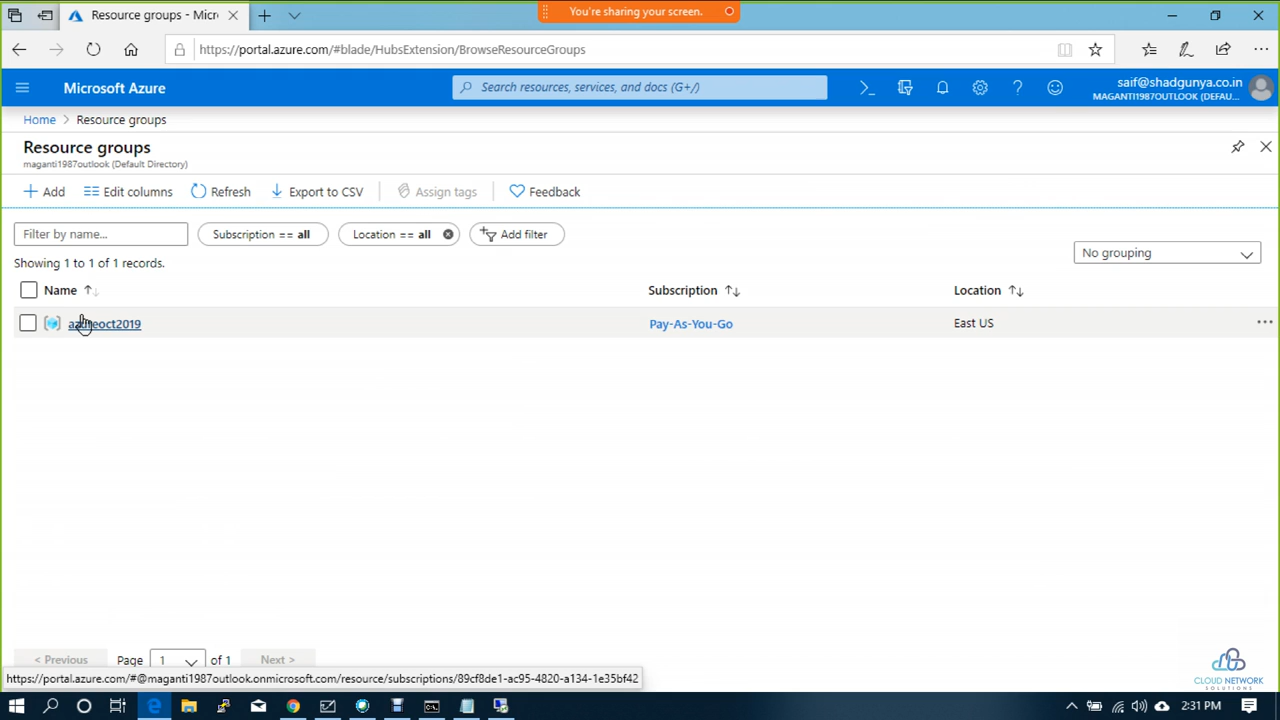 Resource groups - Micr
You're sharing your screen.
https://portal.azure.com/#blade/HubsExtension/BrowseResourceGroups
Microsoft Azure
Search resources, services, and docs (G+/)
saif@shadgunya.co.in
MAGANTI1987OUTLOOK (DEFAU...
Home > Resource groups
Resource groups
maganti1987outlook (Default Directory)
+ Add
Edit columns
Refresh
Export to CSV
Assign tags
Feedback
Filter by name...
Subscription == all
Location == all
Add filter
No grouping
Showing 1 to 1 of 1 records.
Name
Subscription
Location
azureoct2019
Pay-As-You-Go
East US
< Previous
Page 1 of 1
Next >
https://portal.azure.com/#@maganti1987outlook.onmicrosoft.com/resource/subscriptions/89cf8de1-ac95-4820-a134-1e35bf42
CLOUD NETWORK
SOLUTIONS
2:31 PM